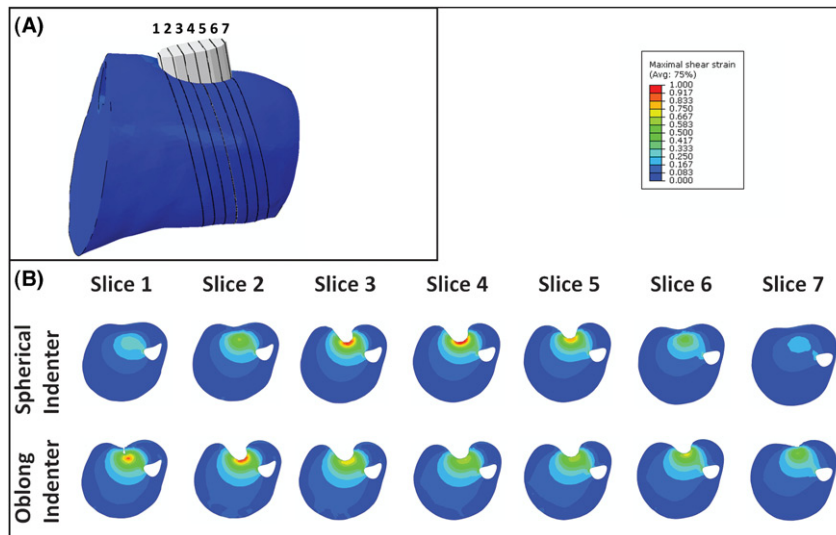 (A)
1 2 3 4 5 6 7
Maximal shear strain
(Avg: 75%)
1.000
0.917
0.833
0.750
0.667
0.583
0.500
0.417
0.333
0.250
0.167
0.083
0.000
(B)
Slice 1 Slice 2 Slice 3 Slice 4 Slice 5 Slice 6 Slice 7
Spherical
Indenter
Oblong
Indenter